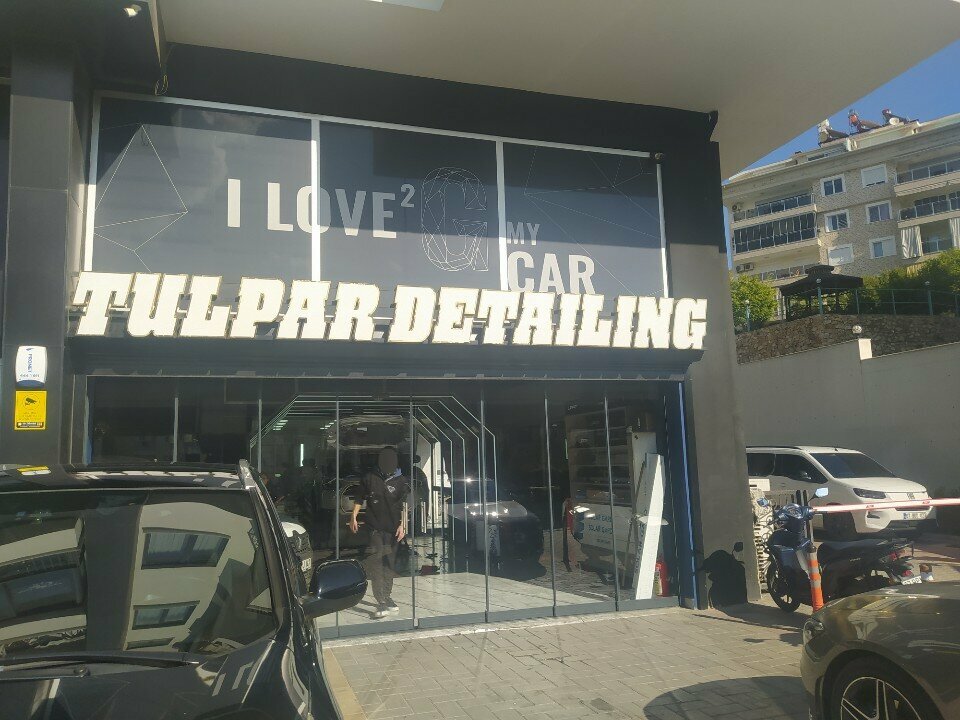 I LOVE² G MY
CAR
TULPAR DETAILING